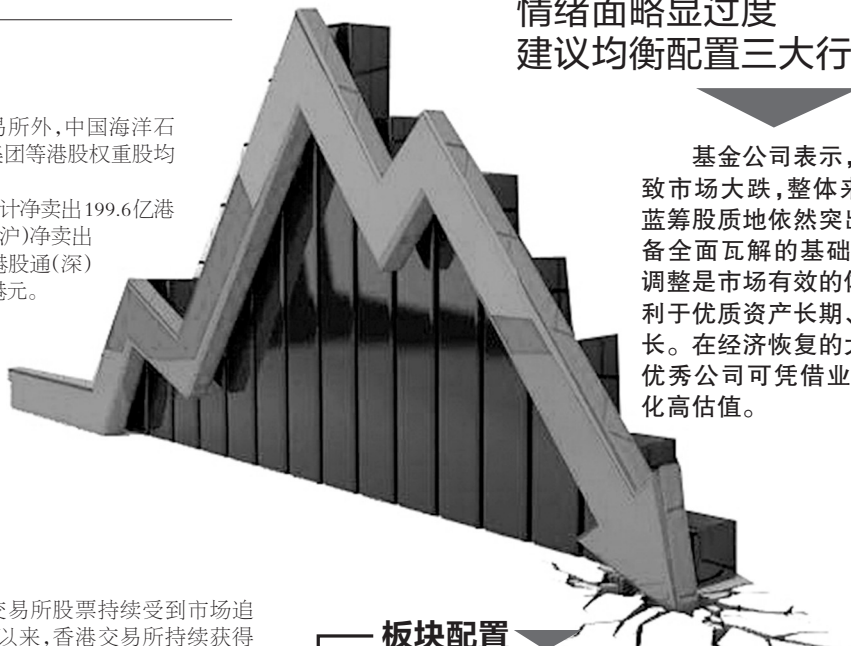 情绪面略显过度
建议均衡配置三大行
易所外,中国海洋石
集团等港股权重股均
计净卖出199.6亿港
沪)净卖出
港股通(深)
港元。
基金公司表示,
致市场大跌,整体来
蓝筹股质地依然突出
备全面瓦解的基础
调整是市场有效的体
利于优质资产长期、
长。在经济恢复的大
优秀公司可凭借业
化高估值。
交易所股票持续受到市场追
以来,香港交易所持续获得
板块配置